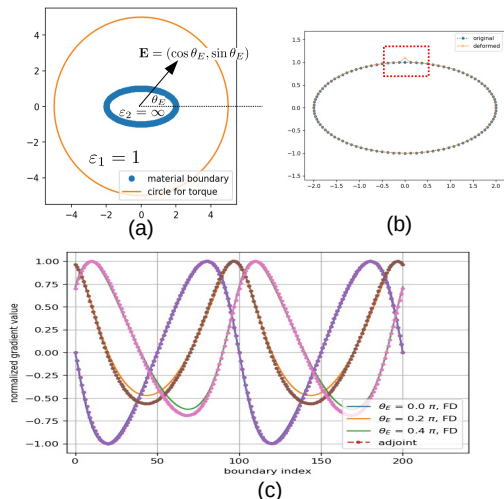 (a)
4
2
0
−2
−4
E = (cos θ_E, sin θ_E)
θ_E
ε₂ = ∞
ε₁ = 1
material boundary
circle for torque
−4 −2 0 2 4
(a)
(b)
original
deformed
1.5
1.0
0.5
0.0
−0.5
−1.0
−1.5
−2.0 −1.5 −1.0 −0.5 0.0 0.5 1.0 1.5 2.0
(b)
normalized gradient value
1.00
0.75
0.50
0.25
0.00
−0.25
−0.50
−0.75
−1.00
θ_E = 0.0 π, FD
θ_E = 0.2 π, FD
θ_E = 0.4 π, FD
adjoint
0 50 100 150 200
boundary index
(c)